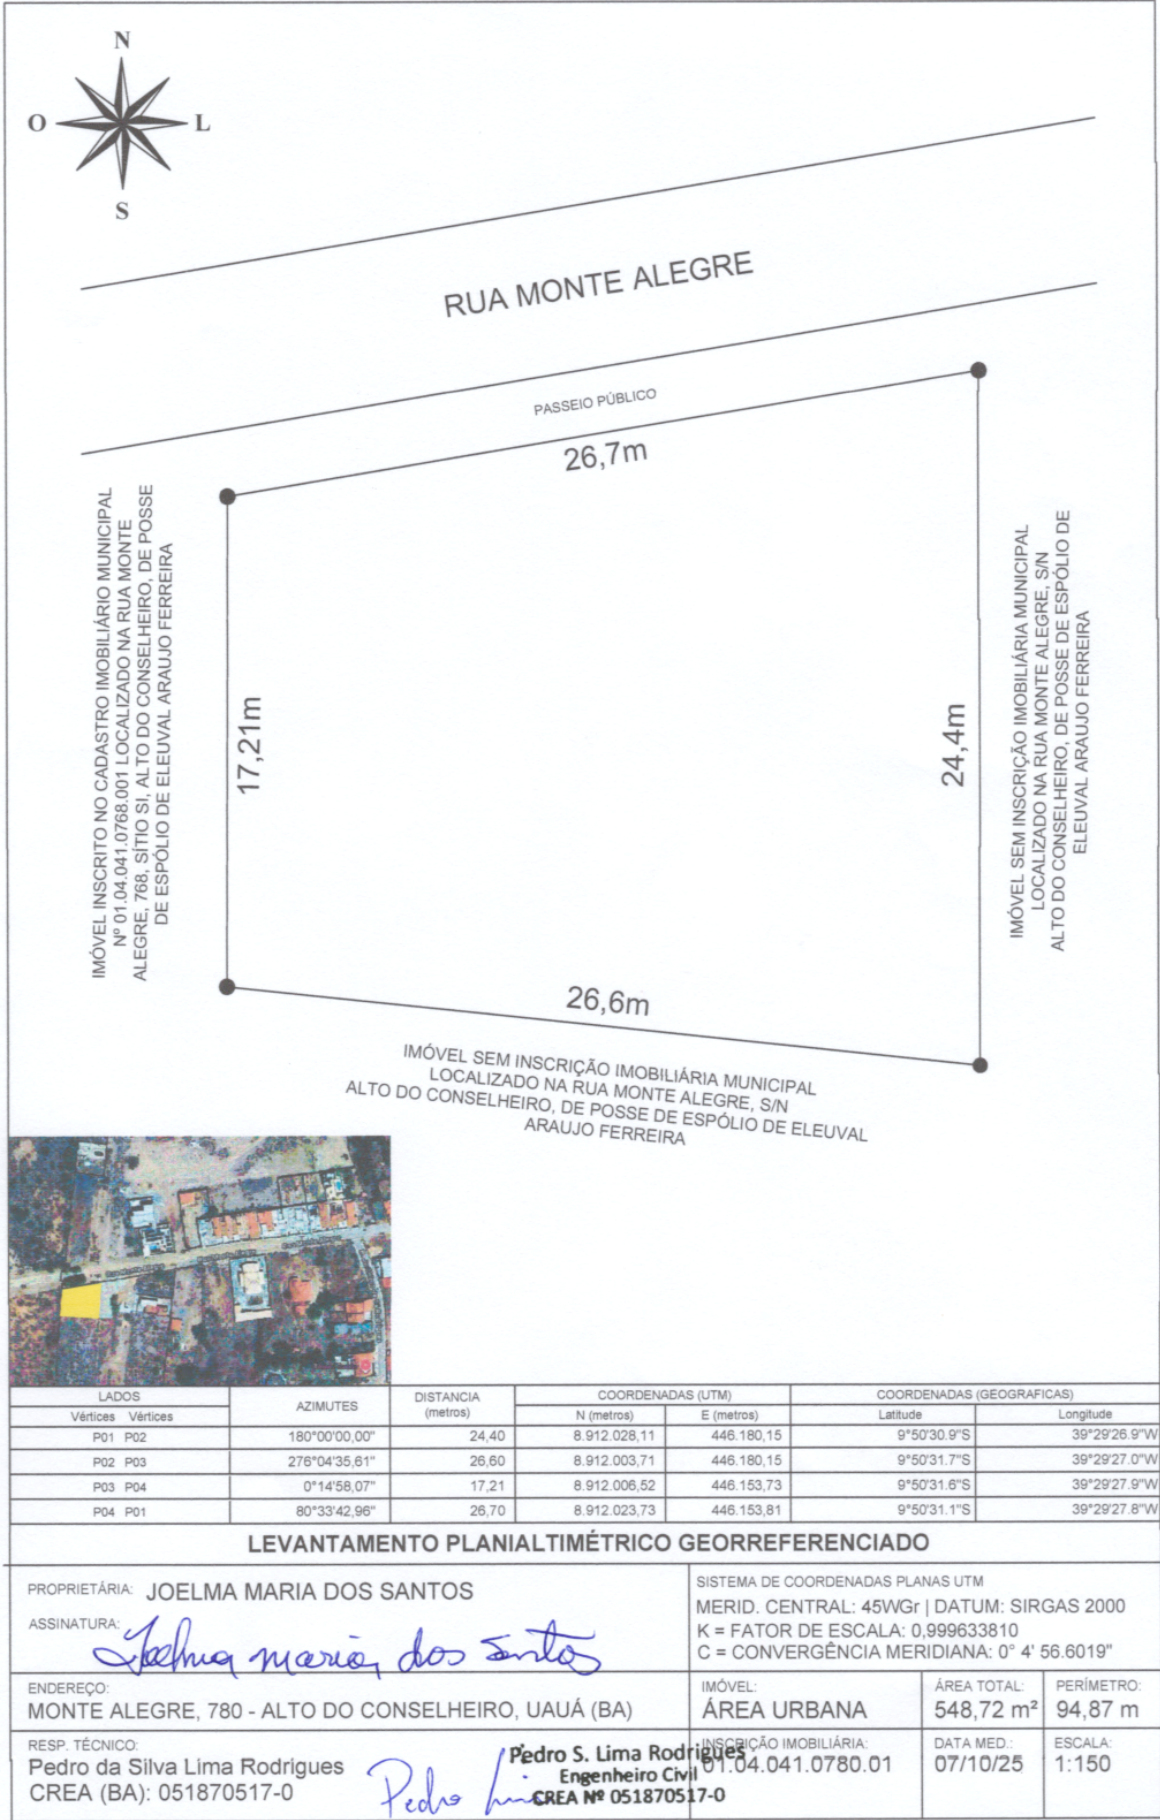 N
O
L
S
RUA MONTE ALEGRE
PASSEIO PÚBLICO
26,7m
IMÓVEL INSCRITO NO CADASTRO IMOBILIÁRIO MUNICIPAL
Nº 01.04.041.0768.001 LOCALIZADO NA RUA MONTE
ALEGRE, 768, SÍTIO SI, ALTO DO CONSELHEIRO, DE POSSE
DE ESPÓLIO DE ELEUVAL ARAUJO FERREIRA
17,21m
24,4m
IMÓVEL SEM INSCRIÇÃO IMOBILIÁRIA MUNICIPAL
LOCALIZADO NA RUA MONTE ALEGRE, S/N
ALTO DO CONSELHEIRO, DE POSSE DE ESPÓLIO DE
ELEUVAL ARAUJO FERREIRA
26,6m
IMÓVEL SEM INSCRIÇÃO IMOBILIÁRIA MUNICIPAL
LOCALIZADO NA RUA MONTE ALEGRE, S/N
ALTO DO CONSELHEIRO, DE POSSE DE ESPÓLIO DE ELEUVAL
ARAUJO FERREIRA
LADOS AZIMUTES DISTANCIA (metros) COORDENADAS (UTM) COORDENADAS (GEOGRAFICAS)
Vértices Vértices N (metros) E (metros) Latitude Longitude
P01 P02 180°00'00,00" 24,40 8.912.028,11 446.180,15 9°50'30.9"S 39°29'26.9"W
P02 P03 276°04'35,61" 26,60 8.912.003,71 446.180,15 9°50'31.7"S 39°29'27.0"W
P03 P04 0°14'58,07" 17,21 8.912.006,52 446.153,73 9°50'31.6"S 39°29'27.9"W
P04 P01 80°33'42,96" 26,70 8.912.023,73 446.153,81 9°50'31.1"S 39°29'27.8"W
LEVANTAMENTO PLANIALTIMÉTRICO GEORREFERENCIADO
PROPRIETÁRIA: JOELMA MARIA DOS SANTOS
ASSINATURA: Joelma maria dos santos
SISTEMA DE COORDENADAS PLANAS UTM
MERID. CENTRAL: 45WGr | DATUM: SIRGAS 2000
K = FATOR DE ESCALA: 0,999633810
C = CONVERGÊNCIA MERIDIANA: 0° 4' 56.6019"
ENDEREÇO:
MONTE ALEGRE, 780 - ALTO DO CONSELHEIRO, UAUÁ (BA)
IMÓVEL:
ÁREA URBANA
ÁREA TOTAL:
548,72 m²
PERÍMETRO:
94,87 m
RESP. TÉCNICO:
Pedro da Silva Lima Rodrigues
CREA (BA): 051870517-0
Pedro Lima
Pedro S. Lima Rodrigues
Engenheiro Civil
CREA Nº 051870517-0
INSCRIÇÃO IMOBILIÁRIA:
01.04.041.0780.01
DATA MED.:
07/10/25
ESCALA:
1:150